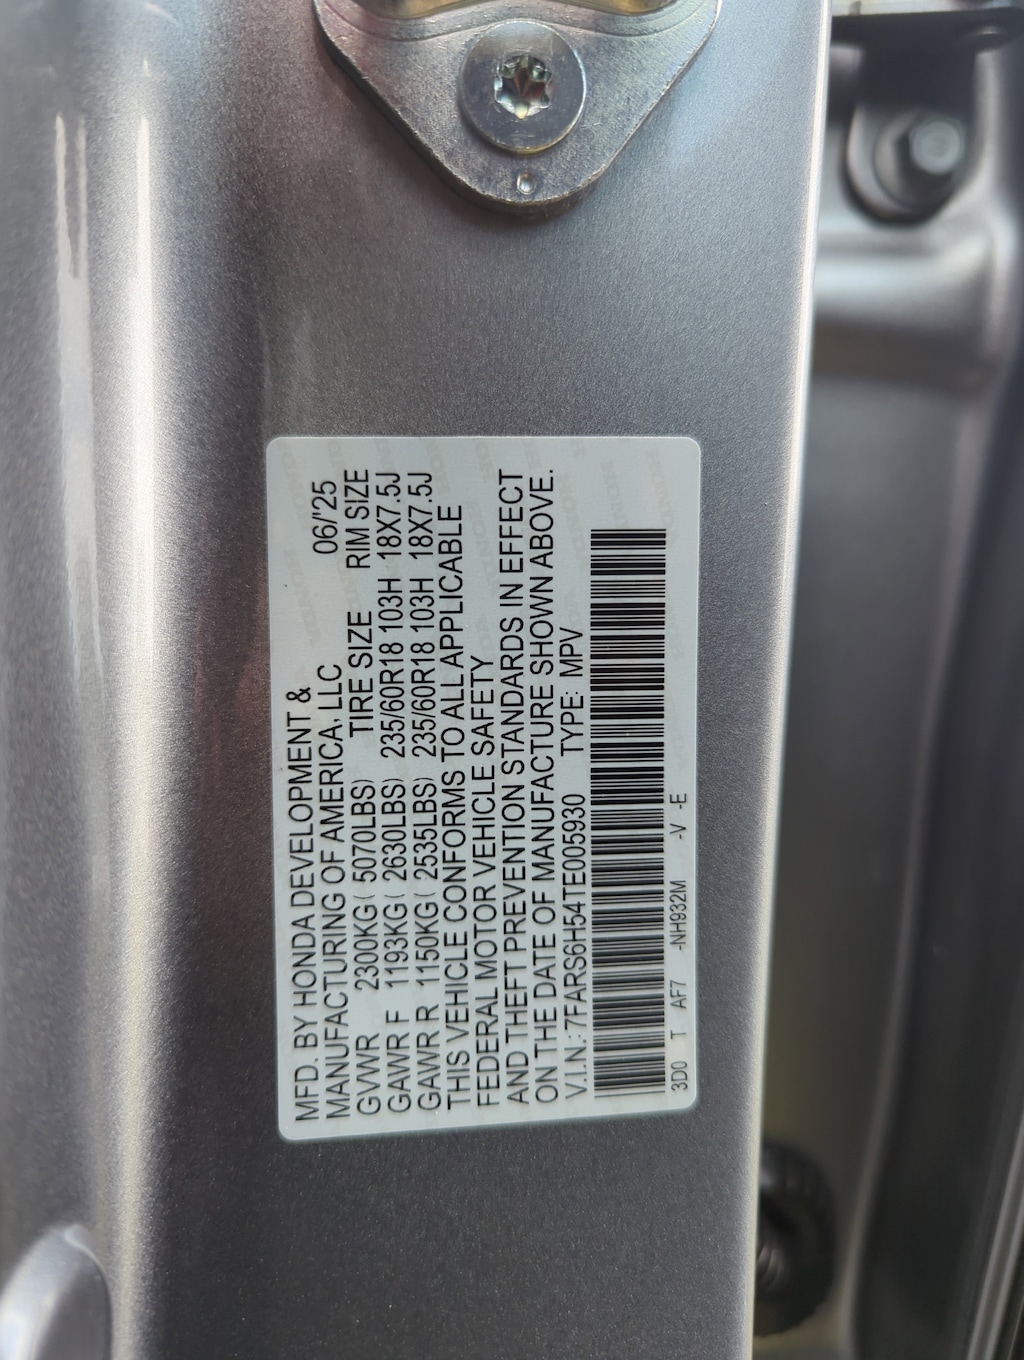 MFD. BY HONDA DEVELOPMENT &
MANUFACTURING OF AMERICA, LLC 06/'25
GVWR 2300KG( 5070LBS) TIRE SIZE RIM SIZE
GAWR F 1193KG( 2630LBS) 235/60R18 103H 18X7.5J
GAWR R 1150KG( 2535LBS) 235/60R18 103H 18X7.5J
THIS VEHICLE CONFORMS TO ALL APPLICABLE
FEDERAL MOTOR VEHICLE SAFETY
AND THEFT PREVENTION STANDARDS IN EFFECT
ON THE DATE OF MANUFACTURE SHOWN ABOVE.
V.I.N.: 7FARS6H54TE005930 TYPE: MPV
3D0 T AF7 -NH932M -V -E